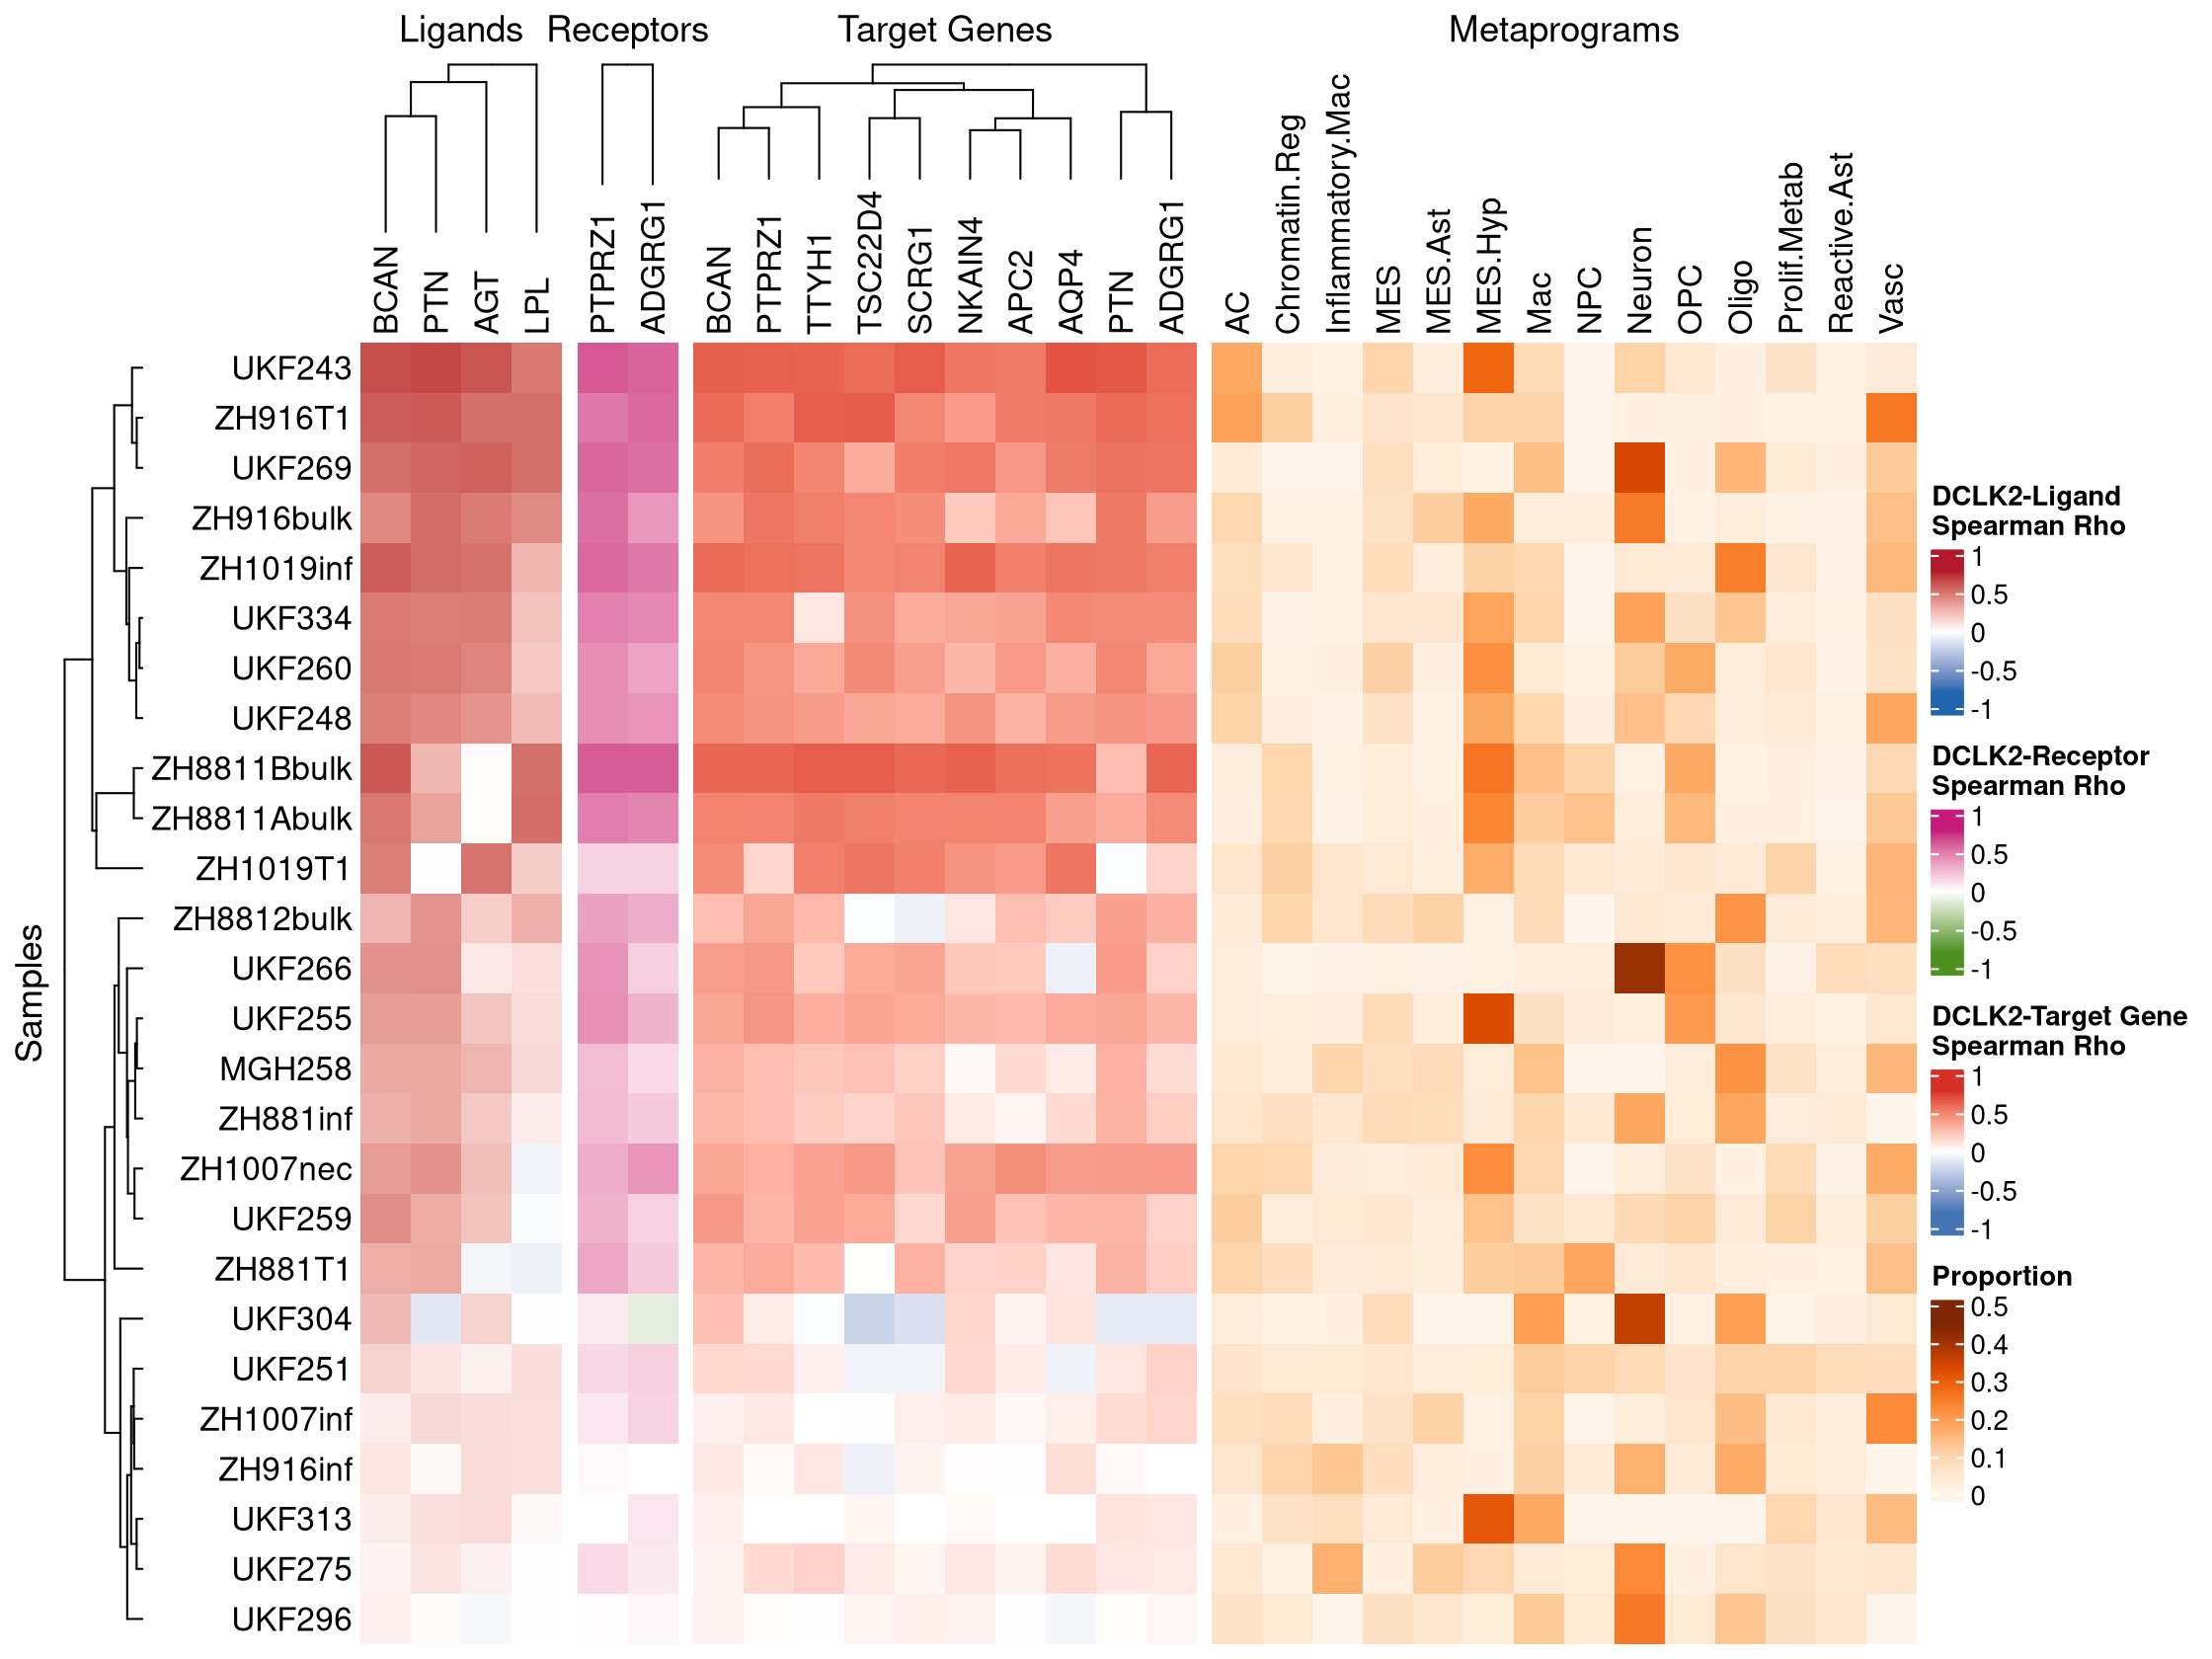 Ligands Receptors Target Genes Metaprograms
BCAN PTN AGT LPL PTPRZ1 ADGRG1 BCAN PTPRZ1 TTYH1 TSC22D4 SCRG1 NKAIN4 APC2 AQP4 PTN ADGRG1 AC Chromatin.Reg Inflammatory.Mac MES MES.Ast MES.Hyp Mac NPC Neuron OPC Oligo Prolif.Metab Reactive.Ast Vasc
Samples
UKF243
ZH916T1
UKF269
ZH916bulk
ZH1019inf
UKF334
UKF260
UKF248
ZH8811Bbulk
ZH8811Abulk
ZH1019T1
ZH8812bulk
UKF266
UKF255
MGH258
ZH881inf
ZH1007nec
UKF259
ZH881T1
UKF304
UKF251
ZH1007inf
ZH916inf
UKF313
UKF275
UKF296
DCLK2-Ligand
Spearman Rho
1
0.5
0
-0.5
-1
DCLK2-Receptor
Spearman Rho
1
0.5
0
-0.5
-1
DCLK2-Target Gene
Spearman Rho
1
0.5
0
-0.5
-1
Proportion
0.5
0.4
0.3
0.2
0.1
0